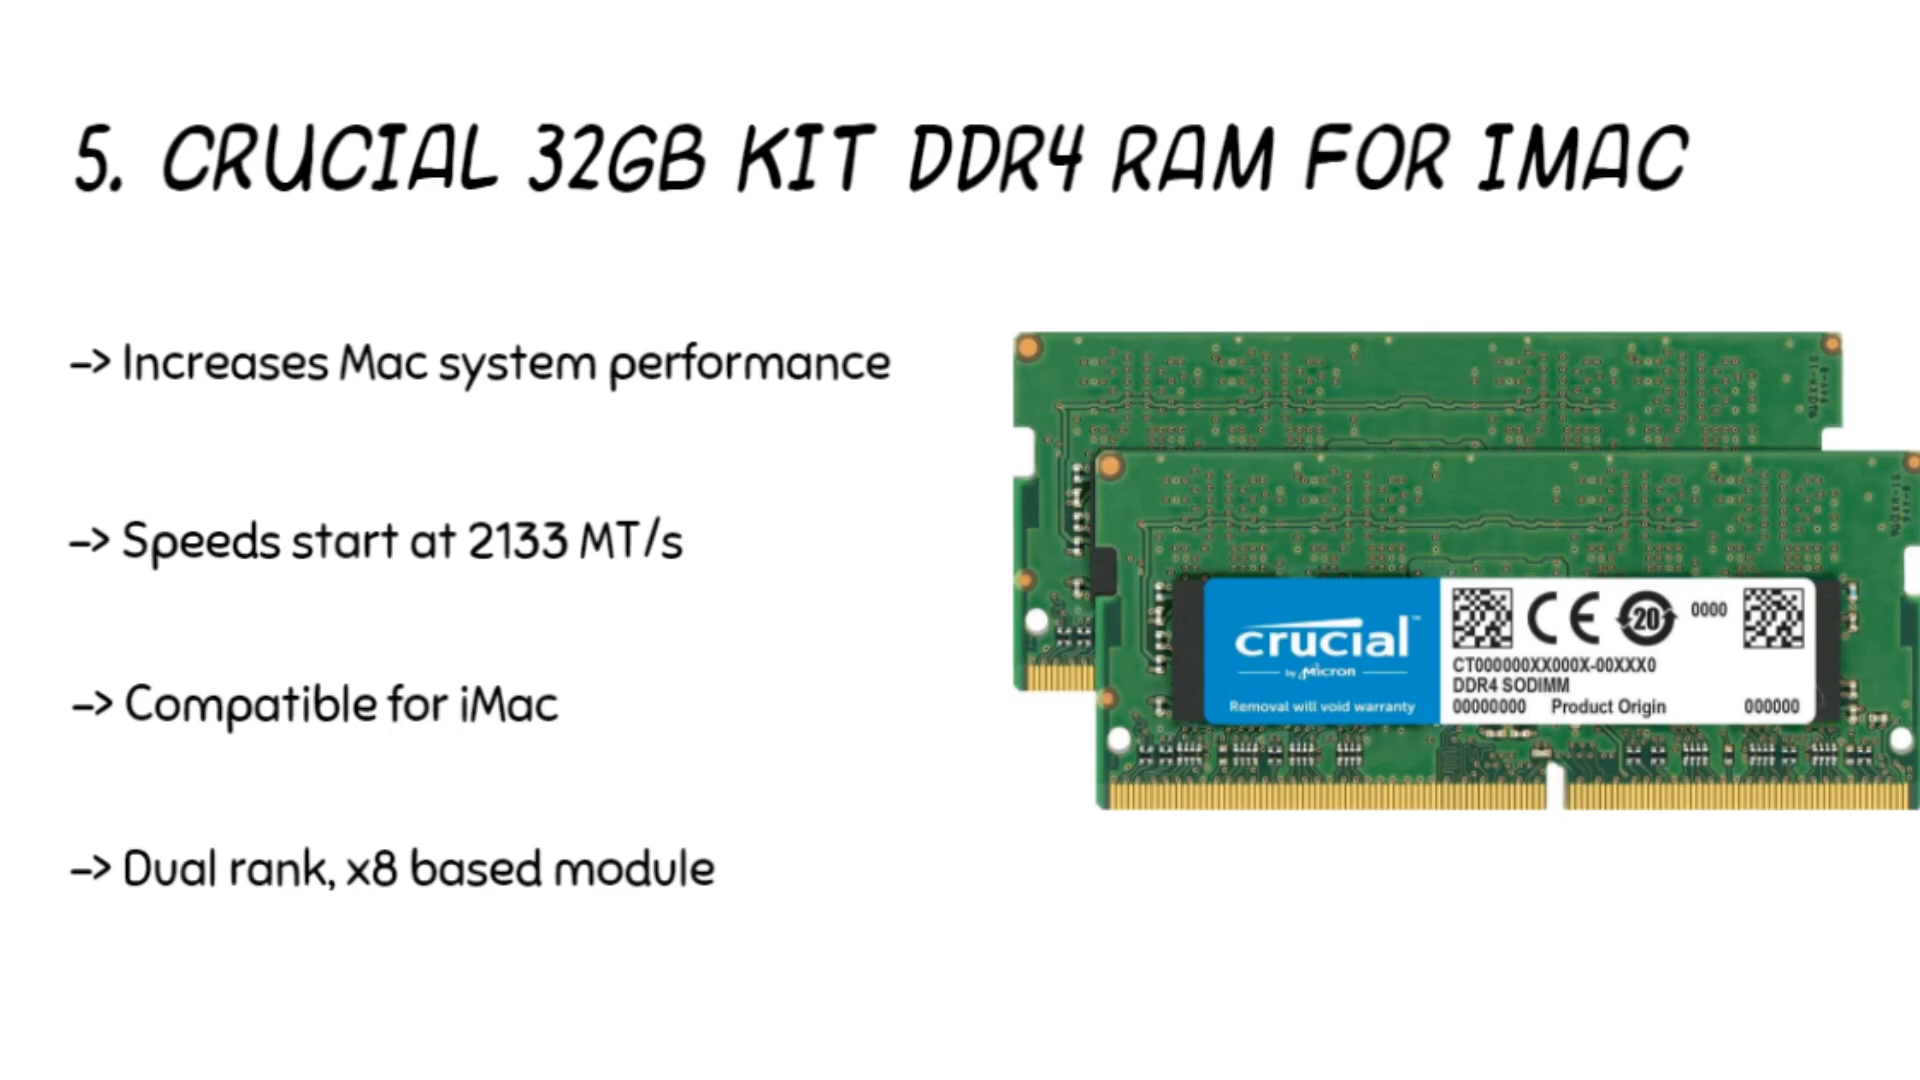 5. CRUCIAL 32GB KIT DDR4 RAM FOR IMAC
-> Increases Mac system performance
-> Speeds start at 2133 MT/s
-> Compatible for iMac
-> Dual rank, x8 based module
crucial™
by Micron
Removal will void warranty
CE 20 0000
CT000000XX000X-00XXX0
DDR4 SODIMM
00000000 Product Origin 000000